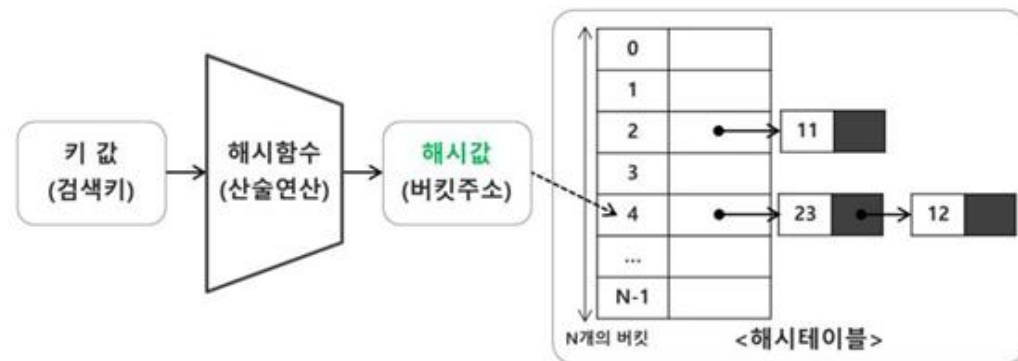 키 값
(검색키)
해시함수
(산술연산)
해시값
(버킷주소)
0
1
2
11
3
4
23
12
...
N-1
N개의 버킷
<해시테이블>